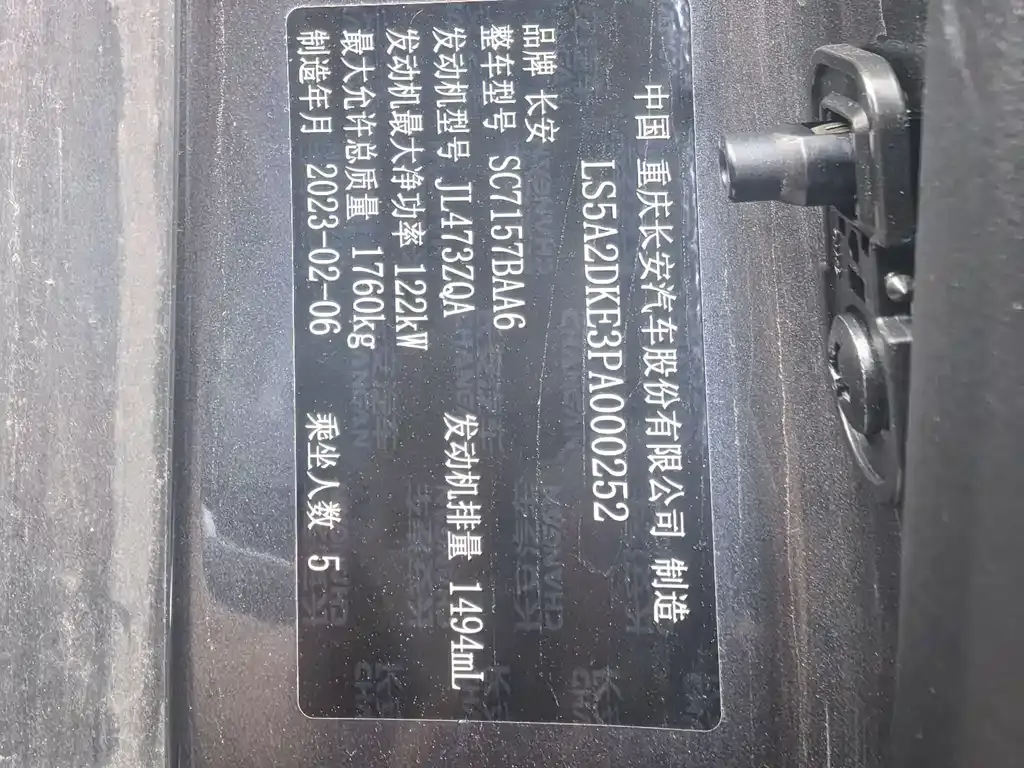 中国 重庆长安汽车股份有限公司 制造
LS5A2DKE3PA000252
品牌 长安
整车型号 SC7157BAA6
发动机型号 JL473ZQA 发动机排量 1494mL
发动机最大净功率 122kW
最大允许总质量 1760kg
制造年月 2023-02-06 乘坐人数 5